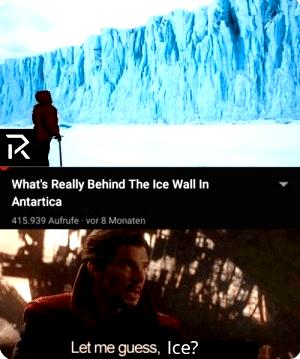 R
What's Really Behind The Ice Wall In
Antartica
415.939 Aufrufe · vor 8 Monaten
Let me guess, Ice?